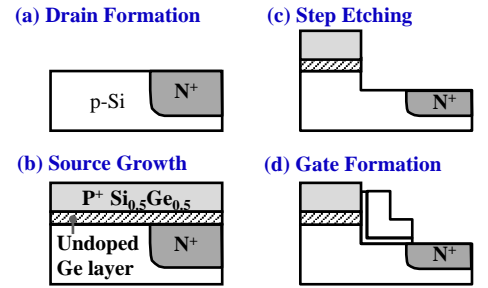 (a) Drain Formation
p-Si
N+
(b) Source Growth
P+ Si0.5Ge0.5
Undoped
Ge layer
N+
(c) Step Etching
N+
(d) Gate Formation
N+